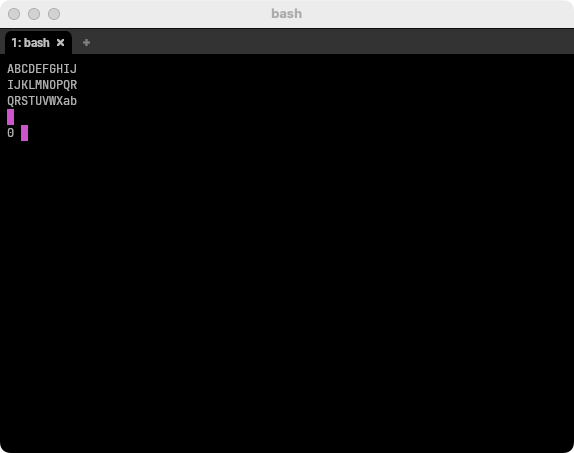 bash
1: bash × +
ABCDEFGHIJ
IJKLMNOPQR
QRSTUVWXab
0